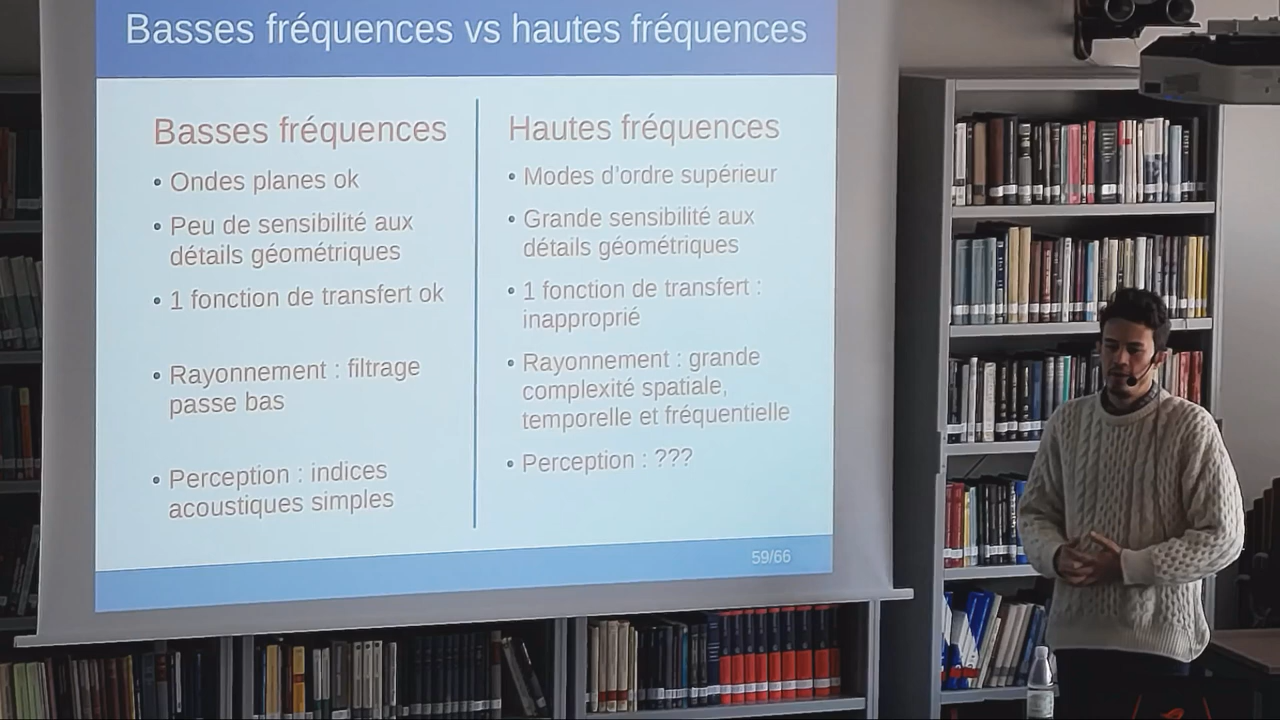 Basses fréquences vs hautes fréquences
Basses fréquences
• Ondes planes ok
• Peu de sensibilité aux
détails géométriques
• 1 fonction de transfert ok
• Rayonnement : filtrage
passe bas
• Perception : indices
acoustiques simples
Hautes fréquences
• Modes d'ordre supérieur
• Grande sensibilité aux
détails géométriques
• 1 fonction de transfert :
inapproprié
• Rayonnement : grande
complexité spatiale,
temporelle et fréquentielle
• Perception : ???
59/66